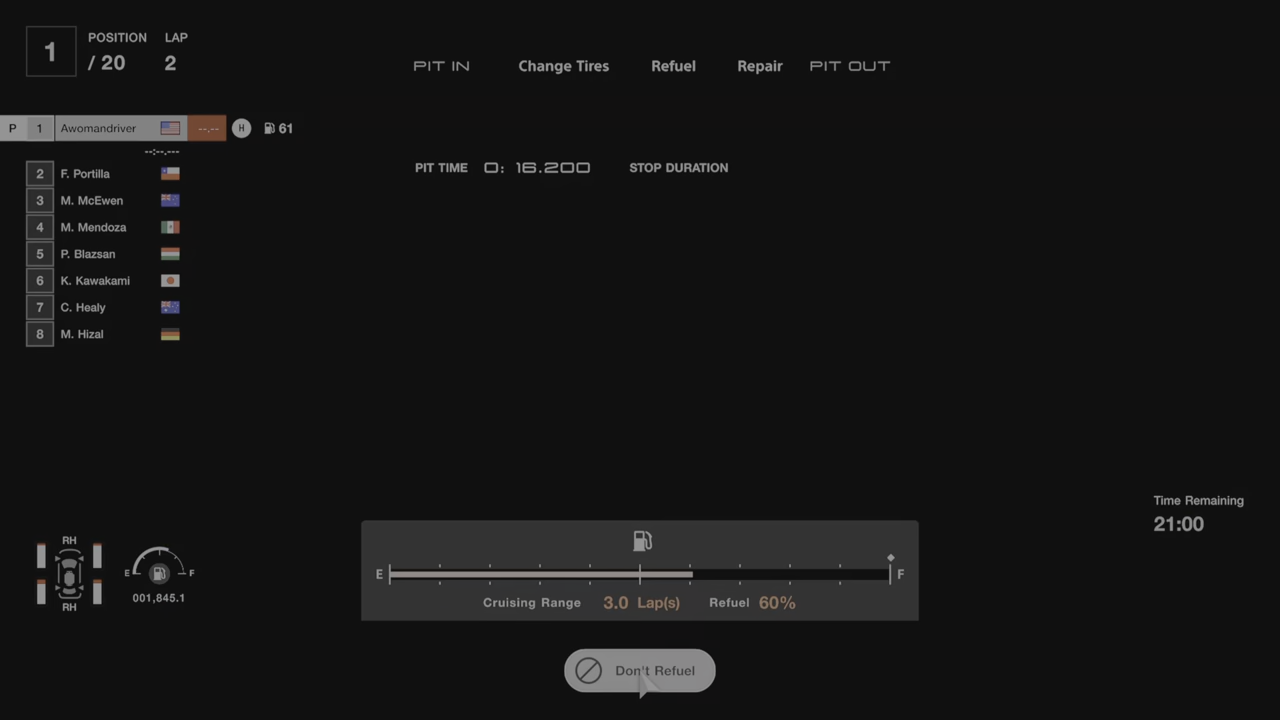 1
POSITION LAP
/ 20 2
PIT IN Change Tires Refuel Repair PIT OUT
P 1 Awomandriver --.-- H 61
--:--.---
PIT TIME 0: 16.200 STOP DURATION
2 F. Portilla
3 M. McEwen
4 M. Mendoza
5 P. Blazsan
6 K. Kawakami
7 C. Healy
8 M. Hizal
Time Remaining
21:00
RH
E F
RH
001,845.1
E F
Cruising Range 3.0 Lap(s) Refuel 60%
Don't Refuel